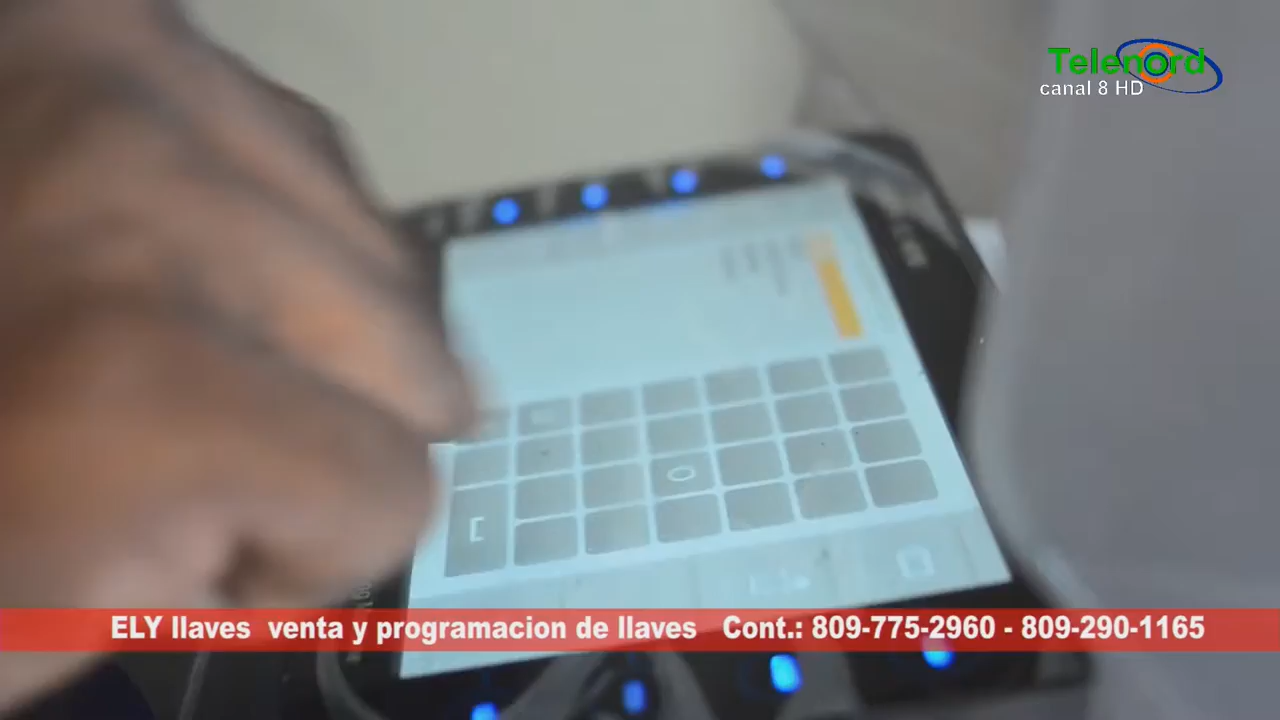 Telenord
canal 8 HD
ELY llaves venta y programacion de llaves Cont.: 809-775-2960 - 809-290-1165